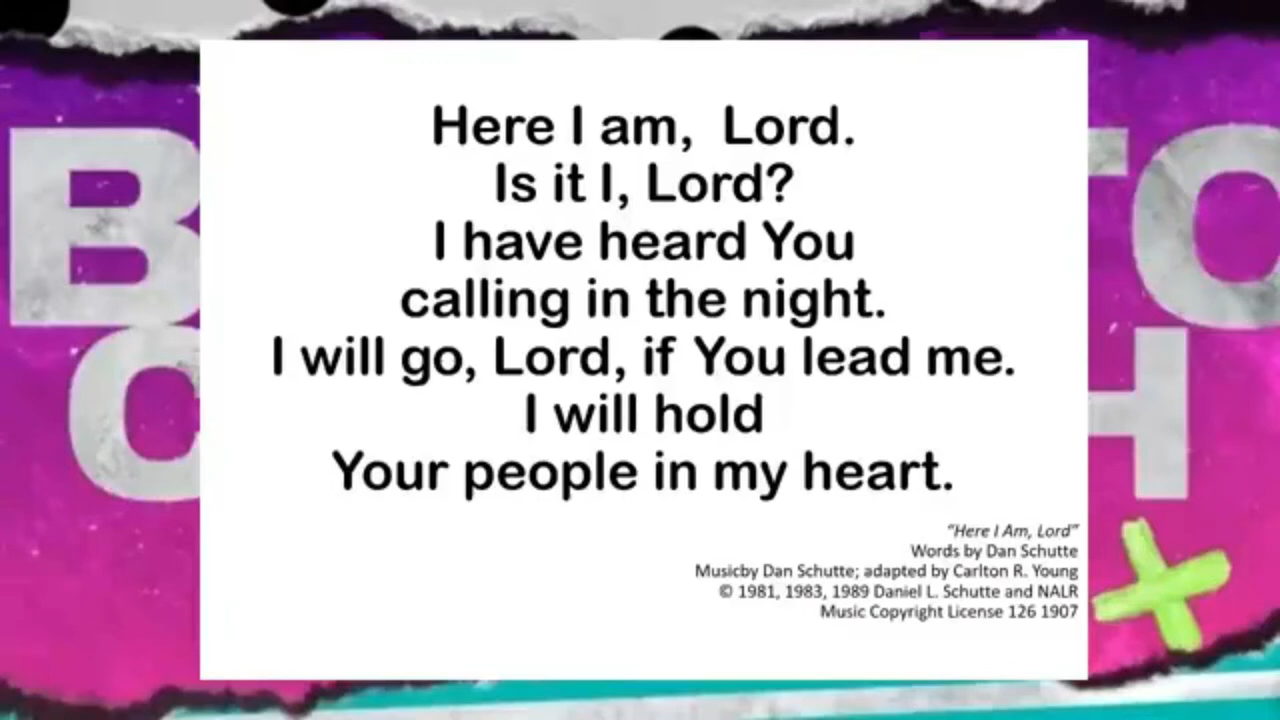 Here I am, Lord.
Is it I, Lord?
I have heard You
calling in the night.
I will go, Lord, if You lead me.
I will hold
Your people in my heart.
"Here I Am, Lord"
Words by Dan Schutte
Musicby Dan Schutte; adapted by Carlton R. Young
© 1981, 1983, 1989 Daniel L. Schutte and NALR
Music Copyright License 126 1907